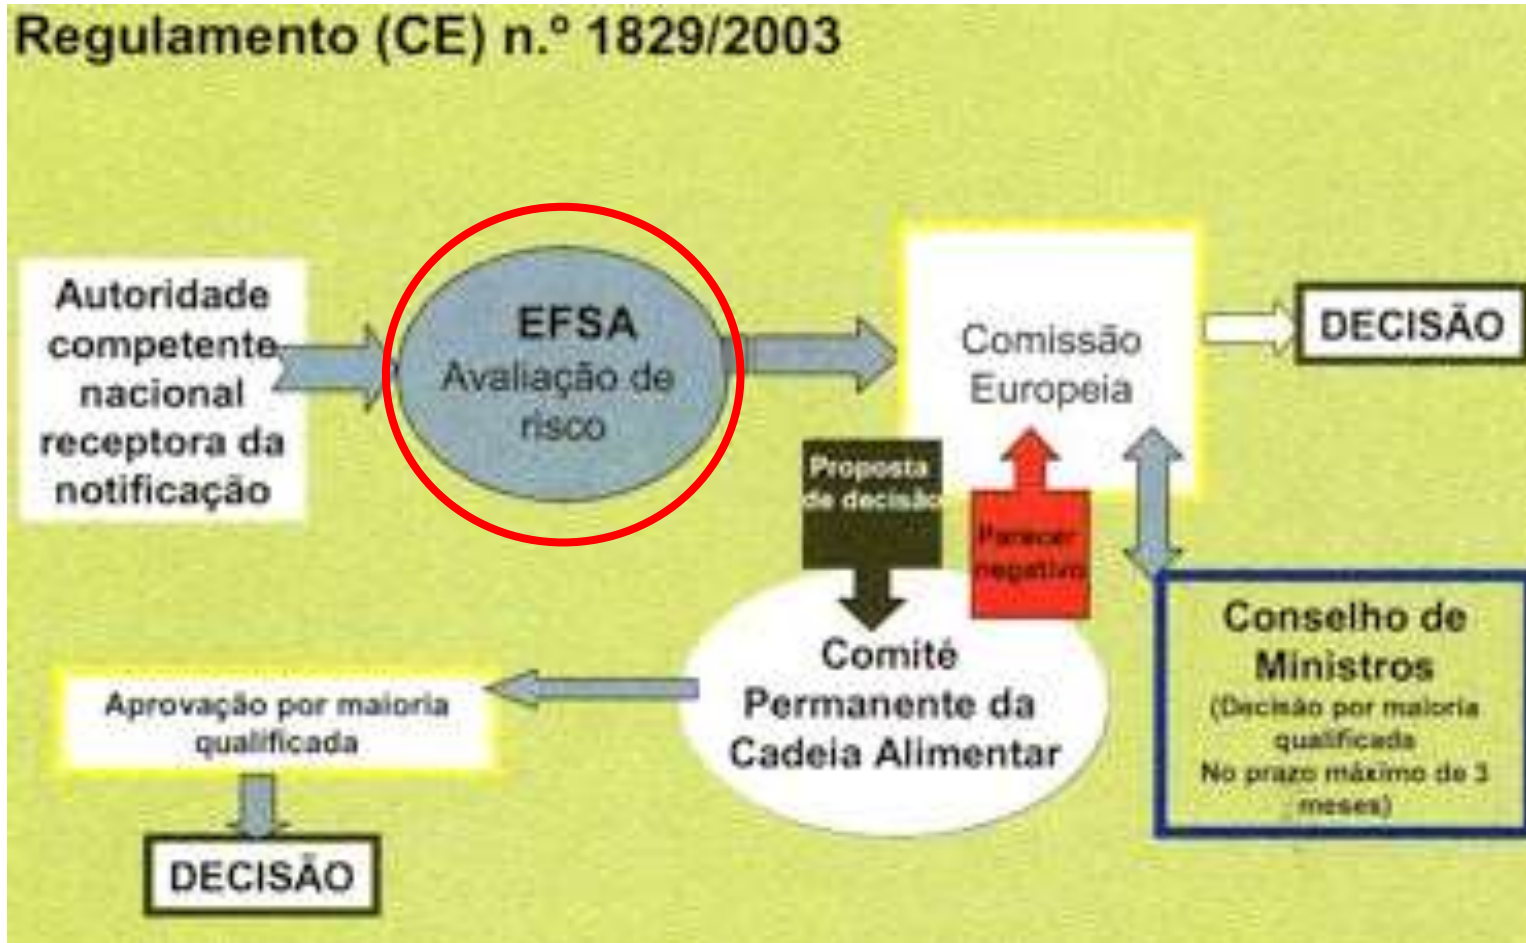 Regulamento (CE) n.º 1829/2003
Autoridade
competente
nacional
receptora da
notificação
EFSA
Avaliação de
risco
Comissão
Europeia
DECISÃO
Proposta
de decisão
Parecer
negativo
Comité
Permanente da
Cadeia Alimentar
Conselho de
Ministros
(Decisão por maioria
qualificada
No prazo máximo de 3
meses)
Aprovação por maioria
qualificada
DECISÃO